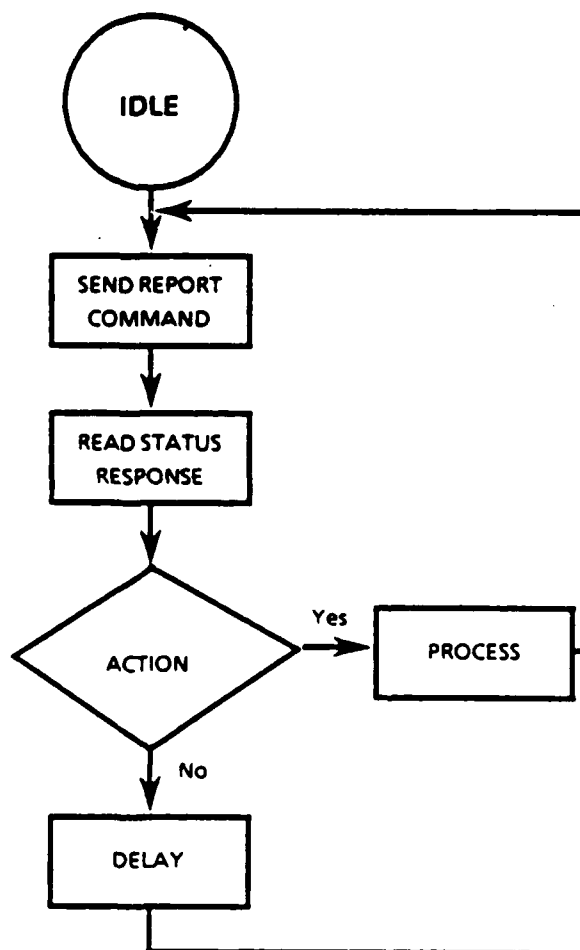 IDLE
SEND REPORT
COMMAND
READ STATUS
RESPONSE
ACTION
Yes
PROCESS
No
DELAY